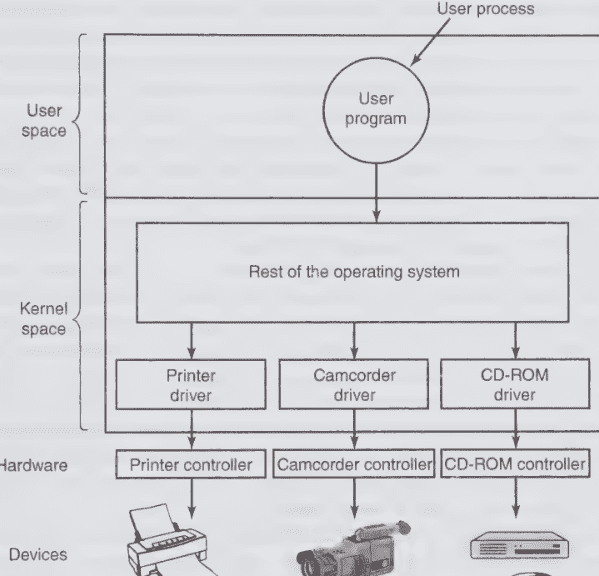 User process
User
space
User
program
Rest of the operating system
Kernel
space
Printer
driver
Camcorder
driver
CD-ROM
driver
Hardware
Printer controller
Camcorder controller
CD-ROM controller
Devices